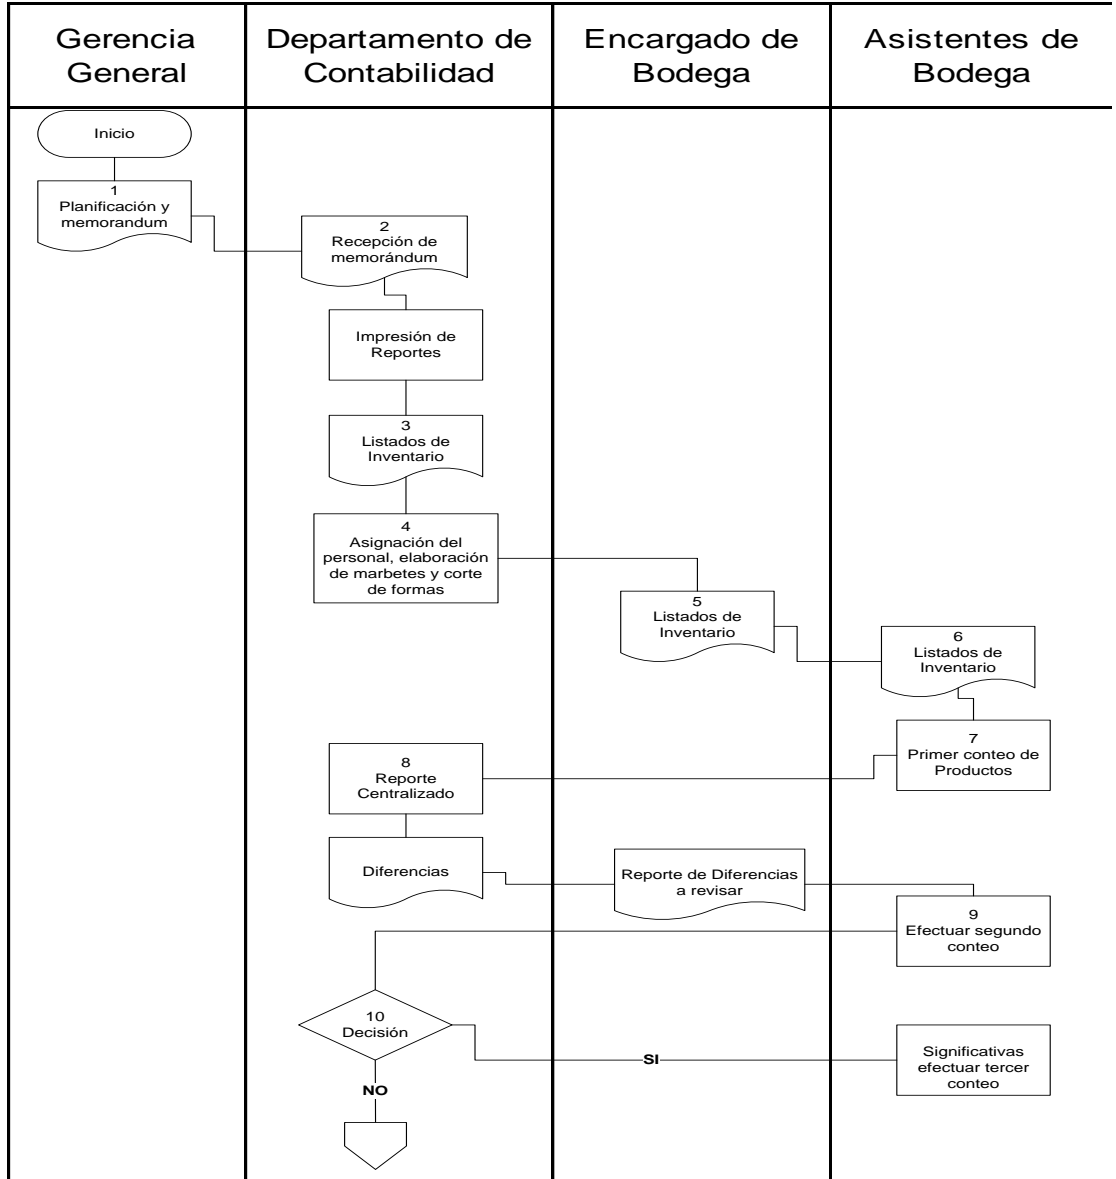 Gerencia
General
Departamento de
Contabilidad
Encargado de
Bodega
Asistentes de
Bodega
Inicio
1
Planificación y
memorandum
2
Recepción de
memorándum
Impresión de
Reportes
3
Listados de
Inventario
4
Asignación del
personal, elaboración
de marbetes y corte
de formas
5
Listados de
Inventario
6
Listados de
Inventario
7
Primer conteo de
Productos
8
Reporte
Centralizado
Diferencias
Reporte de Diferencias
a revisar
9
Efectuar segundo
conteo
10
Decisión
SI
Significativas
efectuar tercer
conteo
NO